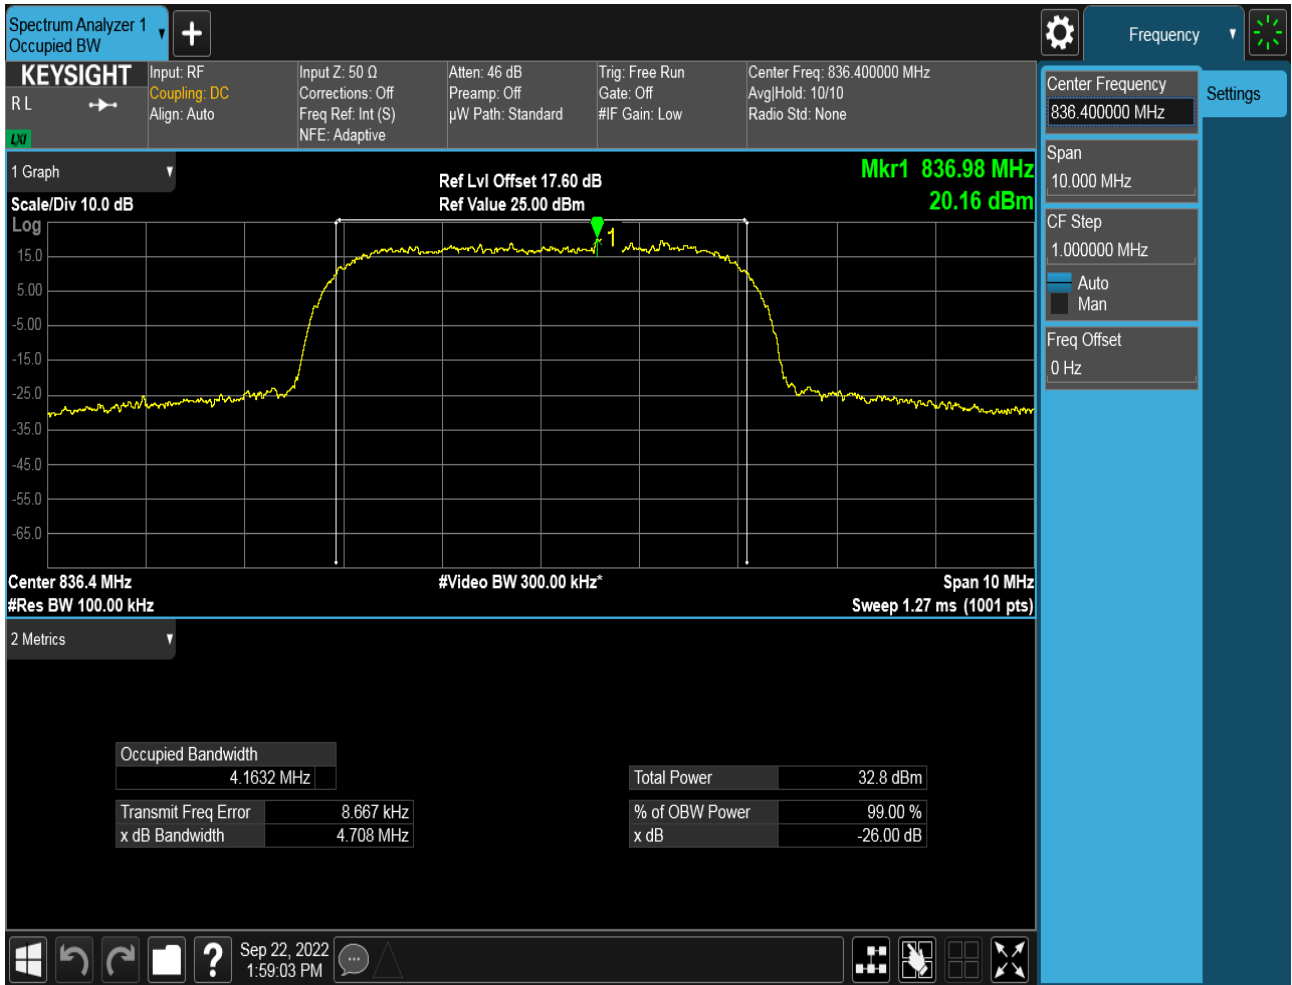 Spectrum Analyzer 1
Occupied BW
Frequency
KEYSIGHT
R L
LXI
Input: RF
Coupling: DC
Align: Auto
Input Z: 50 Ω
Corrections: Off
Freq Ref: Int (S)
NFE: Adaptive
Atten: 46 dB
Preamp: Off
µW Path: Standard
Trig: Free Run
Gate: Off
#IF Gain: Low
Center Freq: 836.400000 MHz
Avg|Hold: 10/10
Radio Std: None
Center Frequency
836.400000 MHz
Settings
Span
10.000 MHz
CF Step
1.000000 MHz
Auto
Man
Freq Offset
0 Hz
1 Graph
Scale/Div 10.0 dB
Ref Lvl Offset 17.60 dB
Ref Value 25.00 dBm
Mkr1 836.98 MHz
20.16 dBm
Log
1
15.0
5.00
-5.00
-15.0
-25.0
-35.0
-45.0
-55.0
-65.0
Center 836.4 MHz
#Video BW 300.00 kHz*
Span 10 MHz
#Res BW 100.00 kHz
Sweep 1.27 ms (1001 pts)
2 Metrics
Occupied Bandwidth
4.1632 MHz
Total Power 32.8 dBm
Transmit Freq Error 8.667 kHz
% of OBW Power 99.00 %
x dB Bandwidth 4.708 MHz
x dB -26.00 dB
?
Sep 22, 2022
1:59:03 PM